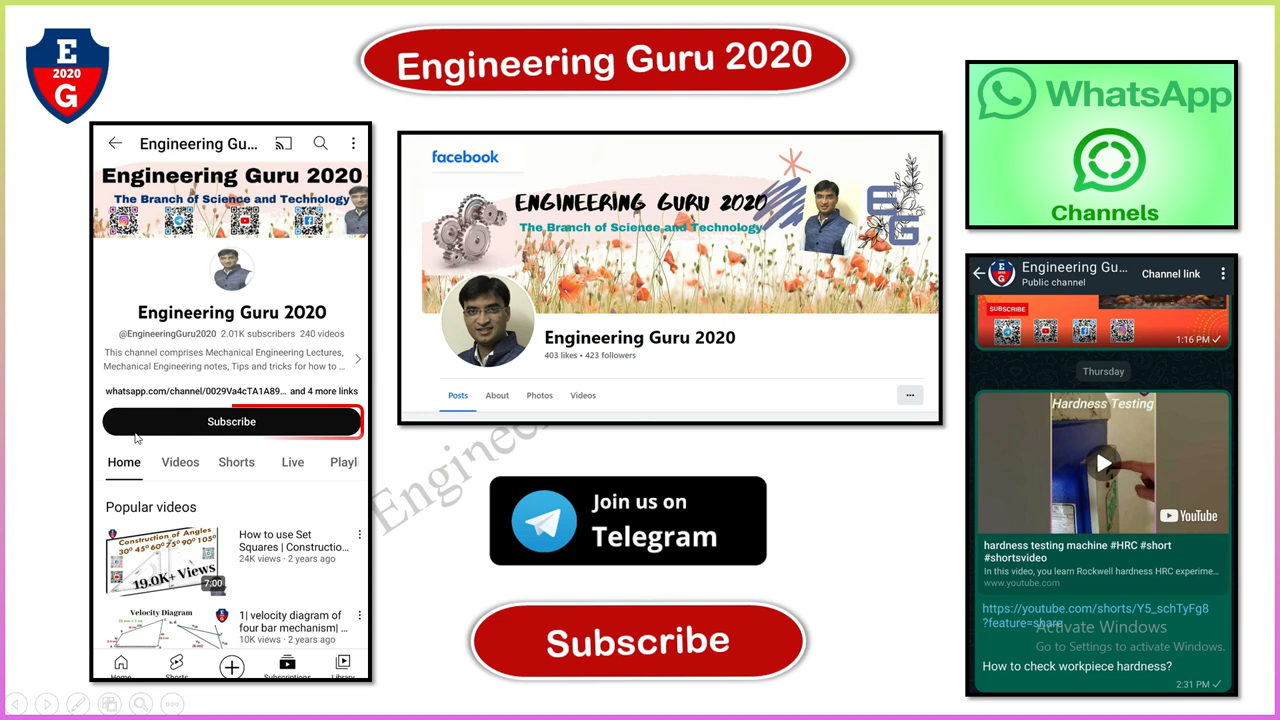 E
2020
G
Engineering Guru 2020
Engineering Gu...
Engineering Guru 2020
The Branch of Science and Technology
Engineering Guru 2020
@EngineeringGuru2020 2.01K subscribers 240 videos
This channel comprises Mechanical Engineering Lectures,
Mechanical Engineering notes, Tips and tricks for how to ...
whatsapp.com/channel/0029Va4cTA1A89... and 4 more links
Subscribe
Home Videos Shorts Live Playl
Popular videos
Construction of Angles
30° 45° 60° 75° 90° 105°
19.0K+ Views
7:00
How to use Set
Squares | Constructio...
24K views · 2 years ago
Velocity Diagram
1| velocity diagram of
four bar mechanism| ...
10K views · 2 years ago
Home Shorts Subscriptions Library
facebook
ENGINEERING GURU 2020
The Branch of Science and Technology
EG
Engineering Guru 2020
403 likes • 423 followers
Posts About Photos Videos
...
Engineer
Join us on
Telegram
Subscribe
WhatsApp
Channels
Engineering Gu...
Public channel
Channel link
SUBSCRIBE
1:16 PM
Thursday
Hardness Testing
YouTube
hardness testing machine #HRC #short
#shortsvideo
In this video, you learn Rockwell hardness HRC experime...
www.youtube.com
https://youtube.com/shorts/Y5_schTyFg8
?feature=share
Activate Windows
Go to Settings to activate Windows.
How to check workpiece hardness?
2:31 PM